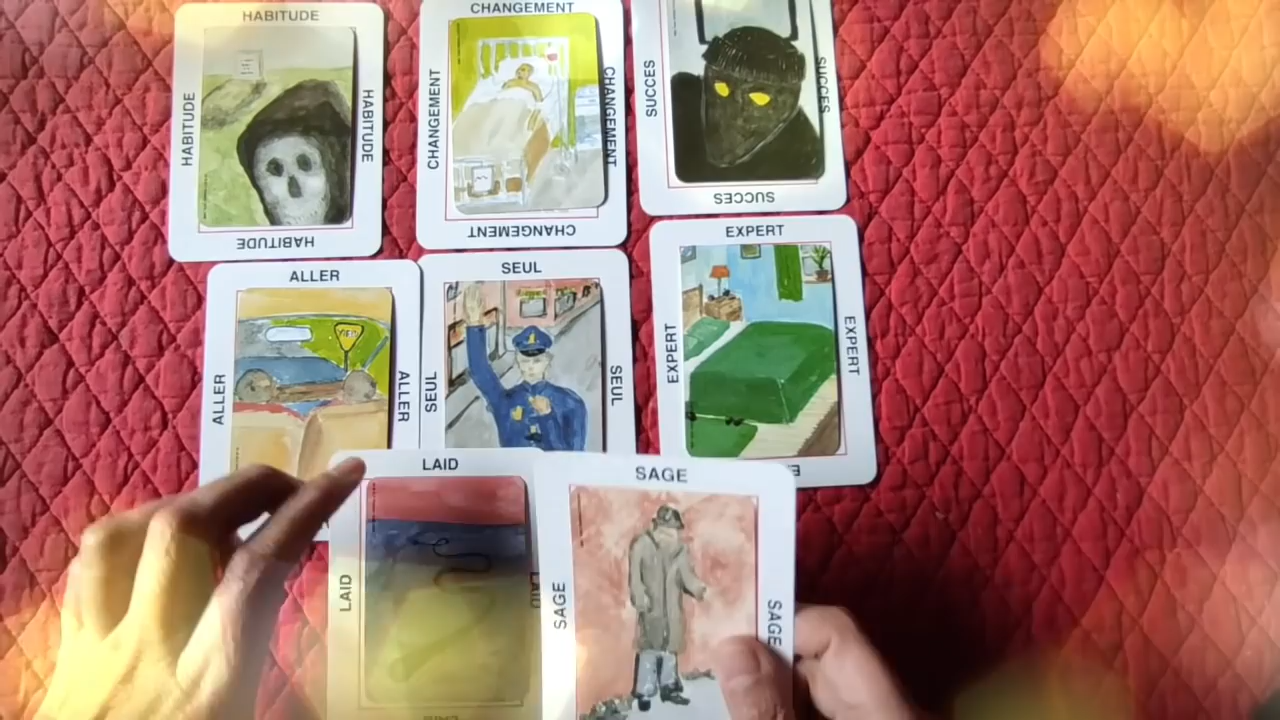 HABITUDE
HABITUDE
HABITUDE
HABITUDE
CHANGEMENT
CHANGEMENT
CHANGEMENT
CHANGEMENT
SUCCES
SUCCES
SUCCES
ALLER
ALLER
ALLER
SEUL
SEUL
SEUL
EXPERT
EXPERT
EXPERT
LAID
LAID
LAID
SAGE
SAGE
SAGE